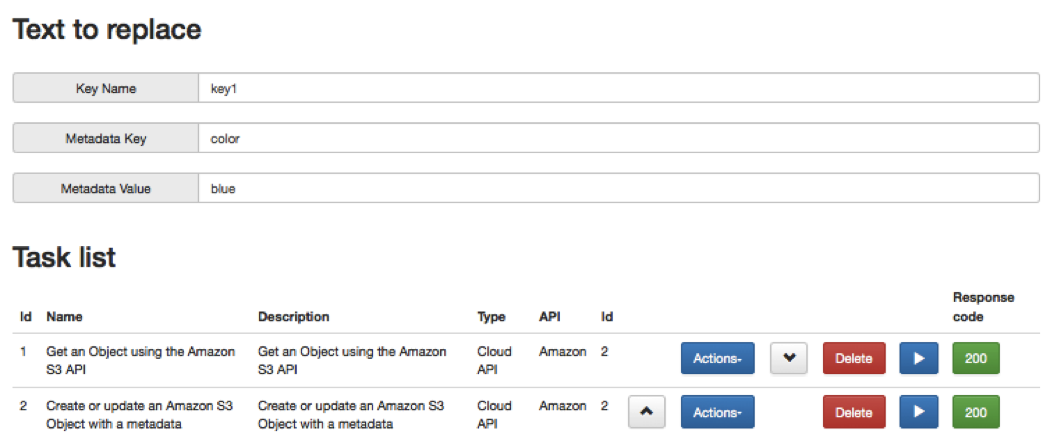 Text to replace
Key Name key1
Metadata Key color
Metadata Value blue
Task list
Response
Id Name Description Type API Id code
1 Get an Object using the Amazon Get an Object using the Amazon Cloud Amazon 2 Actions- Delete 200
S3 API S3 API API
2 Create or update an Amazon S3 Create or update an Amazon S3 Cloud Amazon 2 Actions- Delete 200
Object with a metadata Object with a metadata API